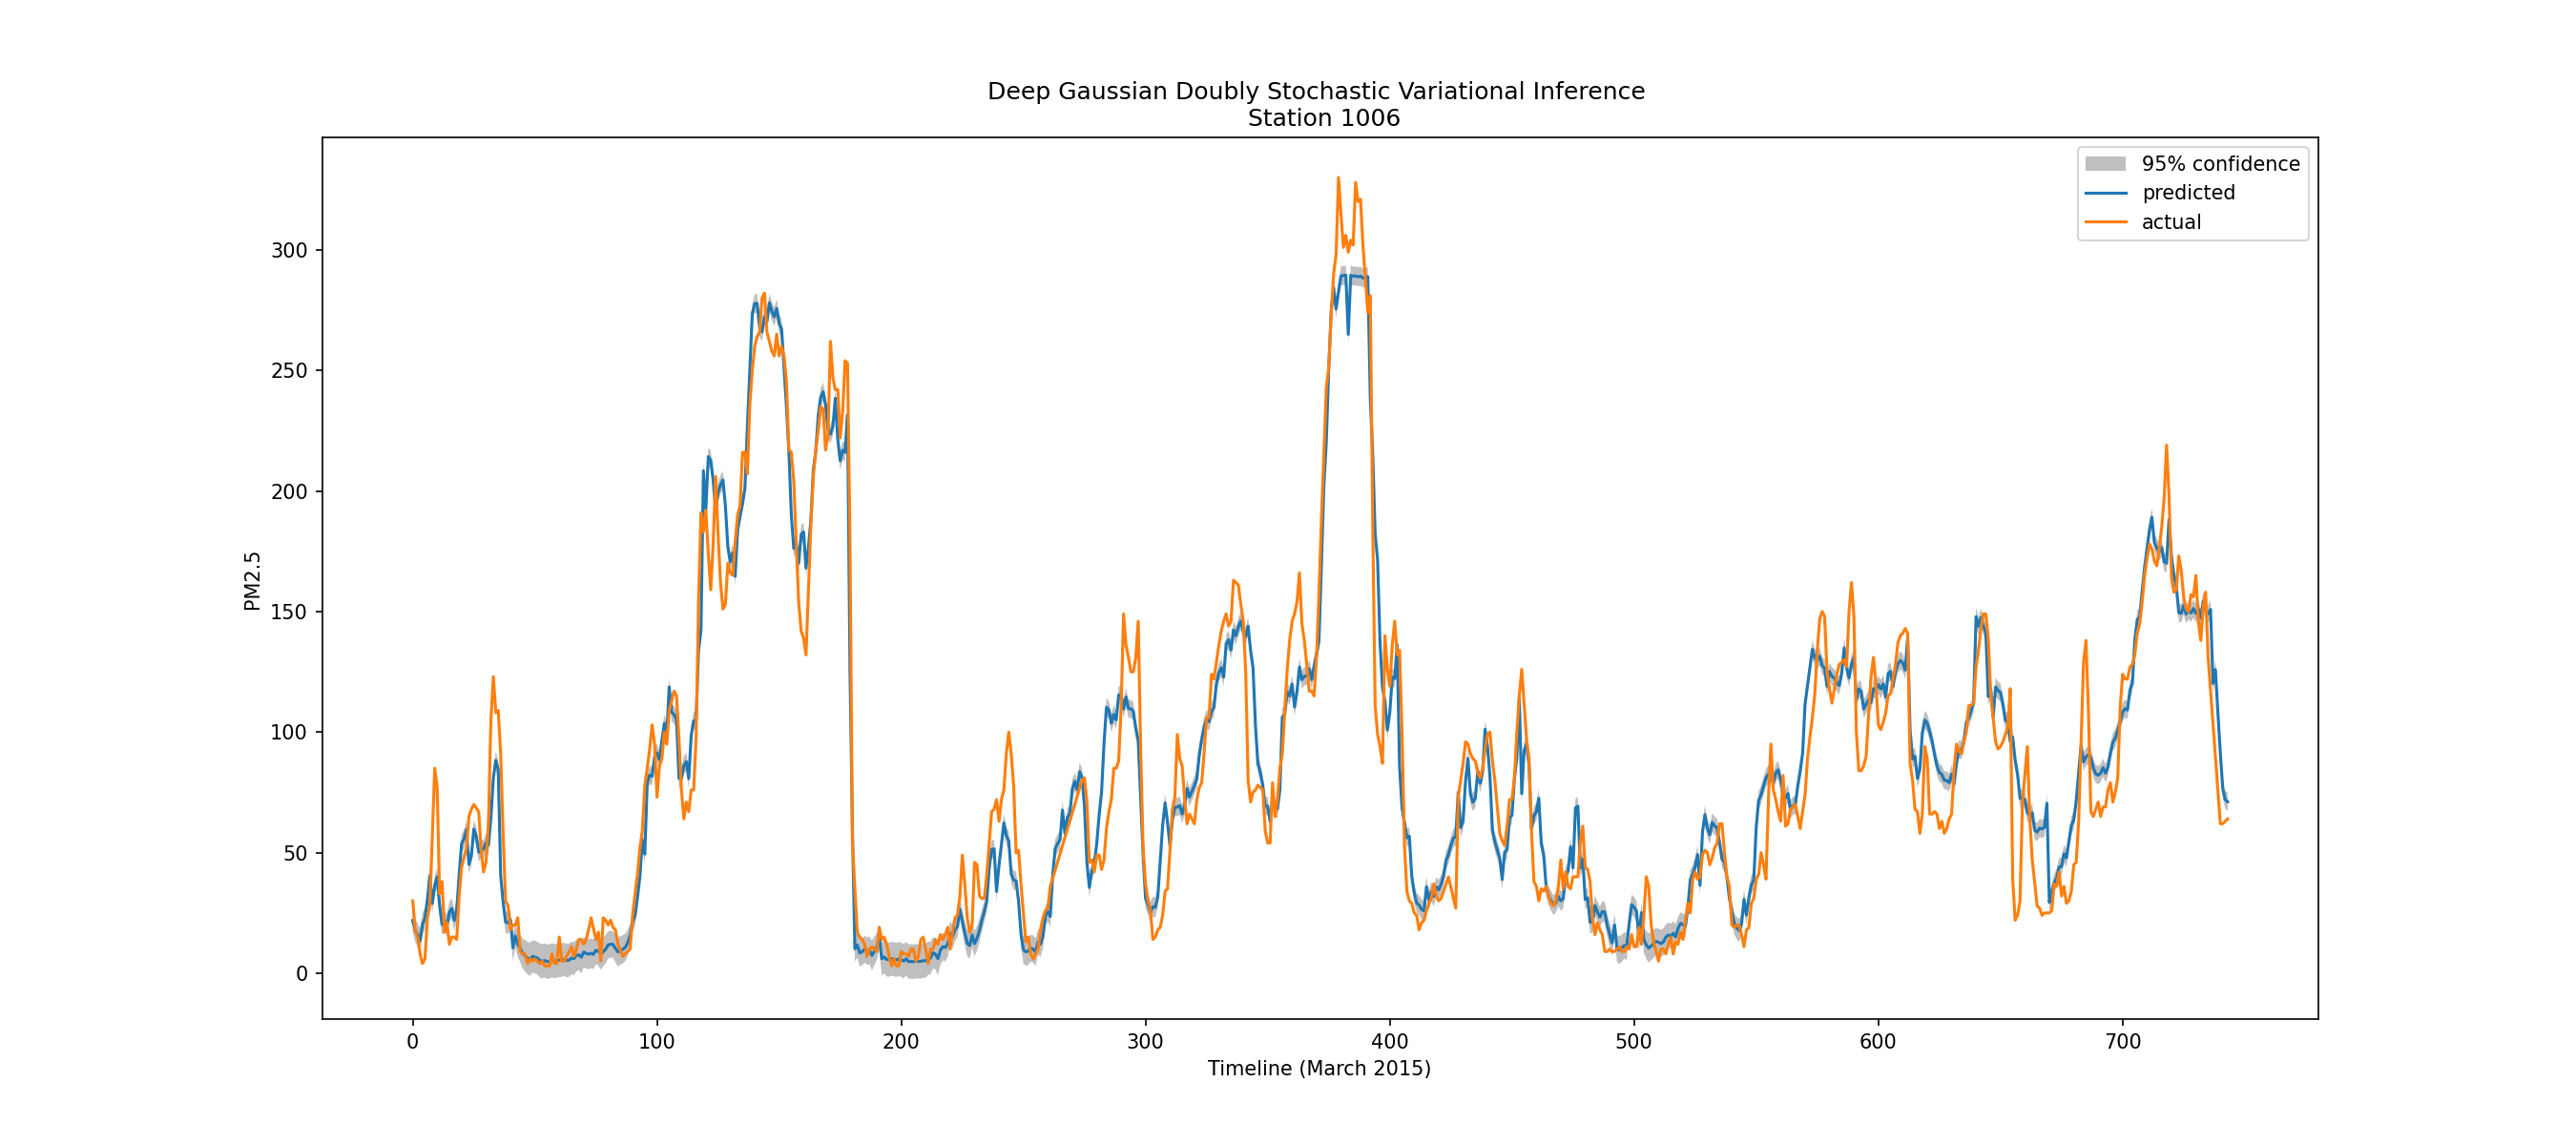 Deep Gaussian Doubly Stochastic Variational Inference
Station 1006
95% confidence
predicted
actual
300
250
200
150
100
50
0
PM2.5
0 100 200 300 400 500 600 700
Timeline (March 2015)